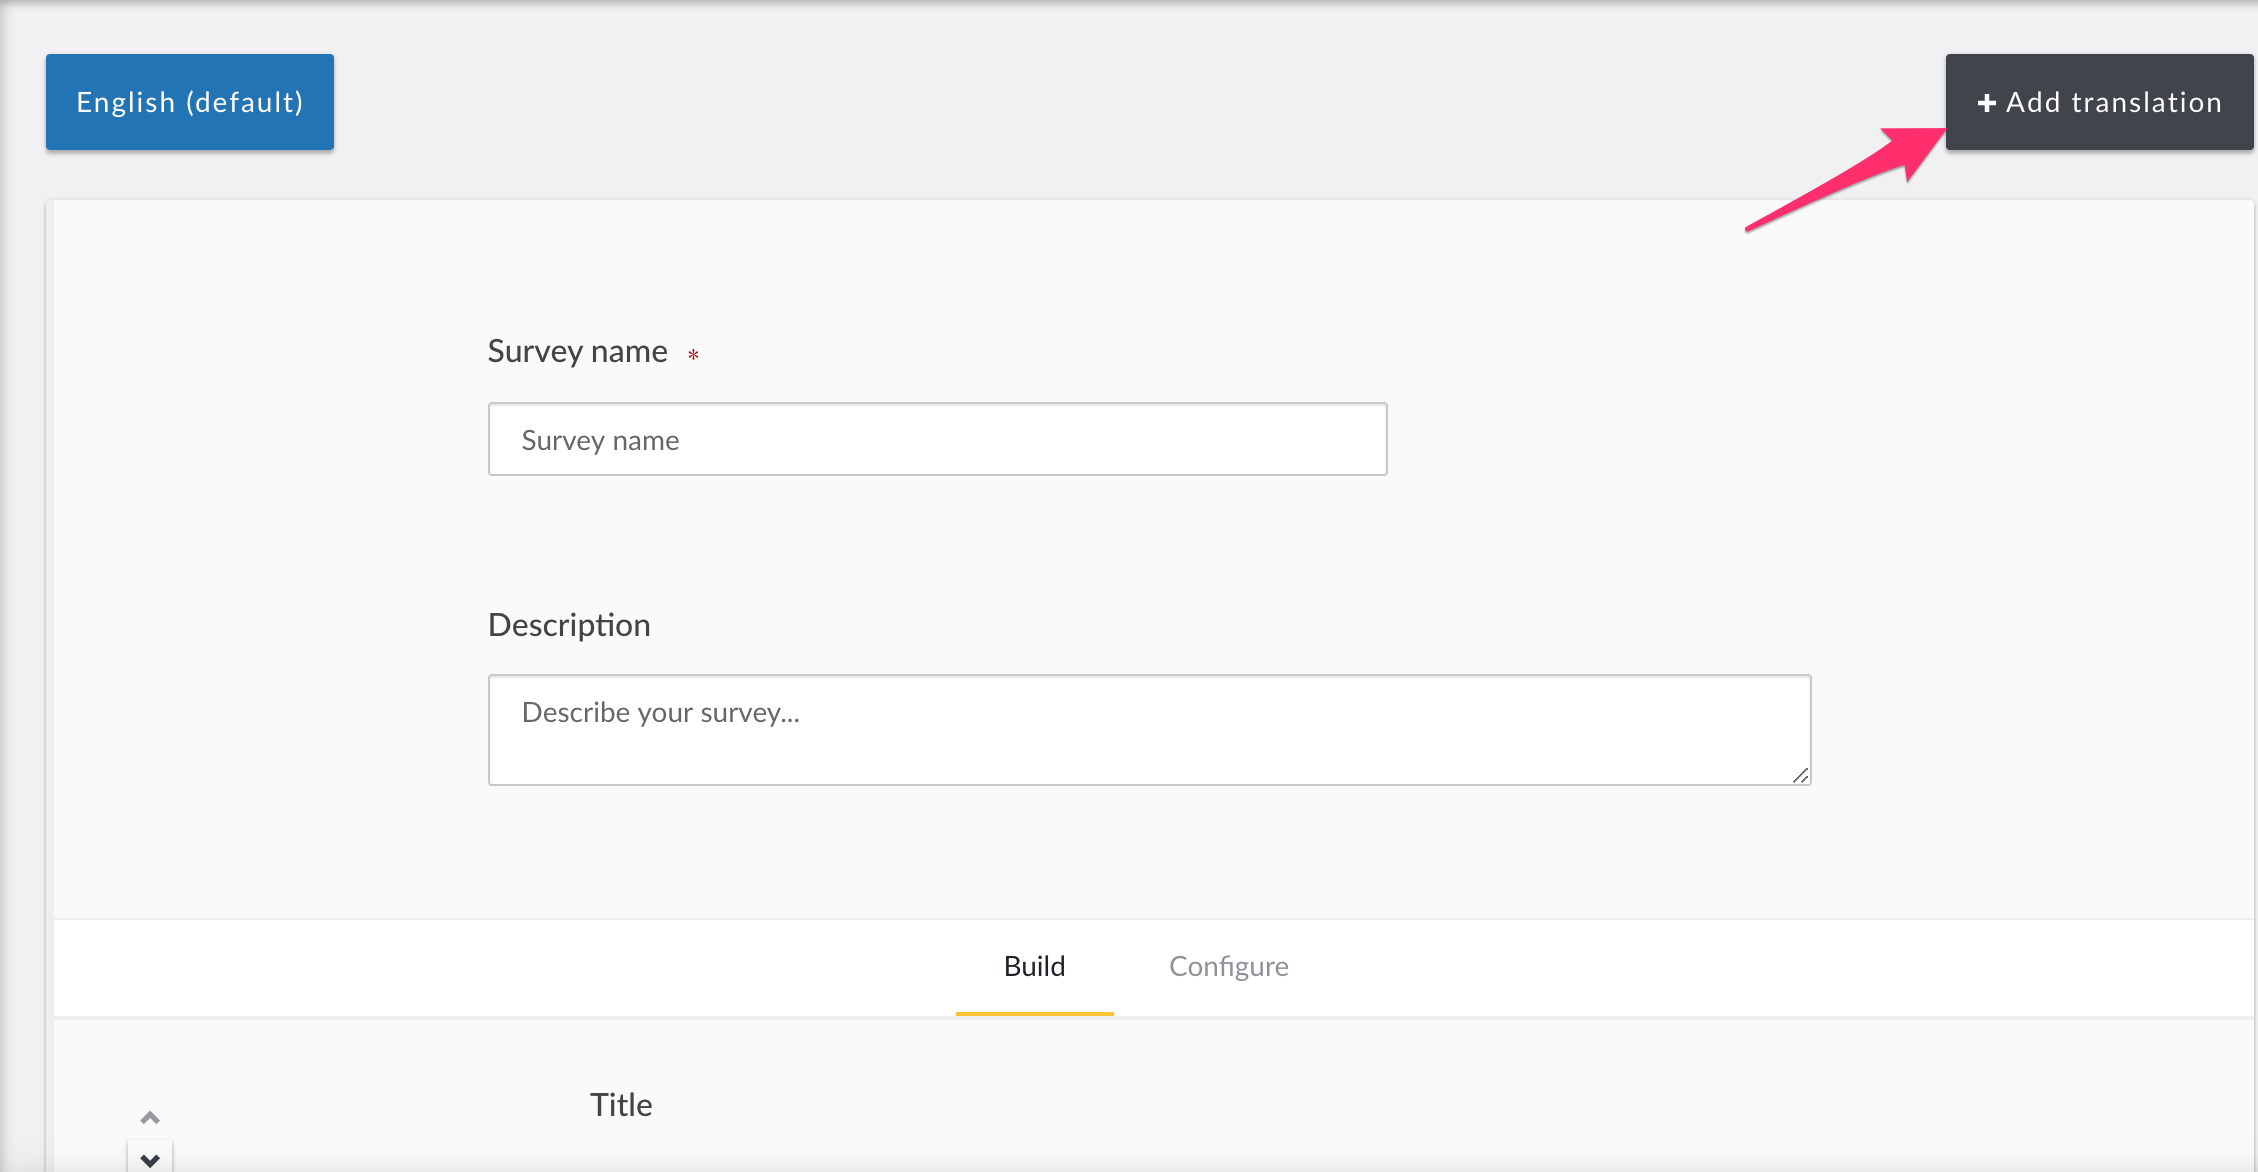 English (default)
+ Add translation
Survey name *
Survey name
Description
Describe your survey...
Build
Configure
Title